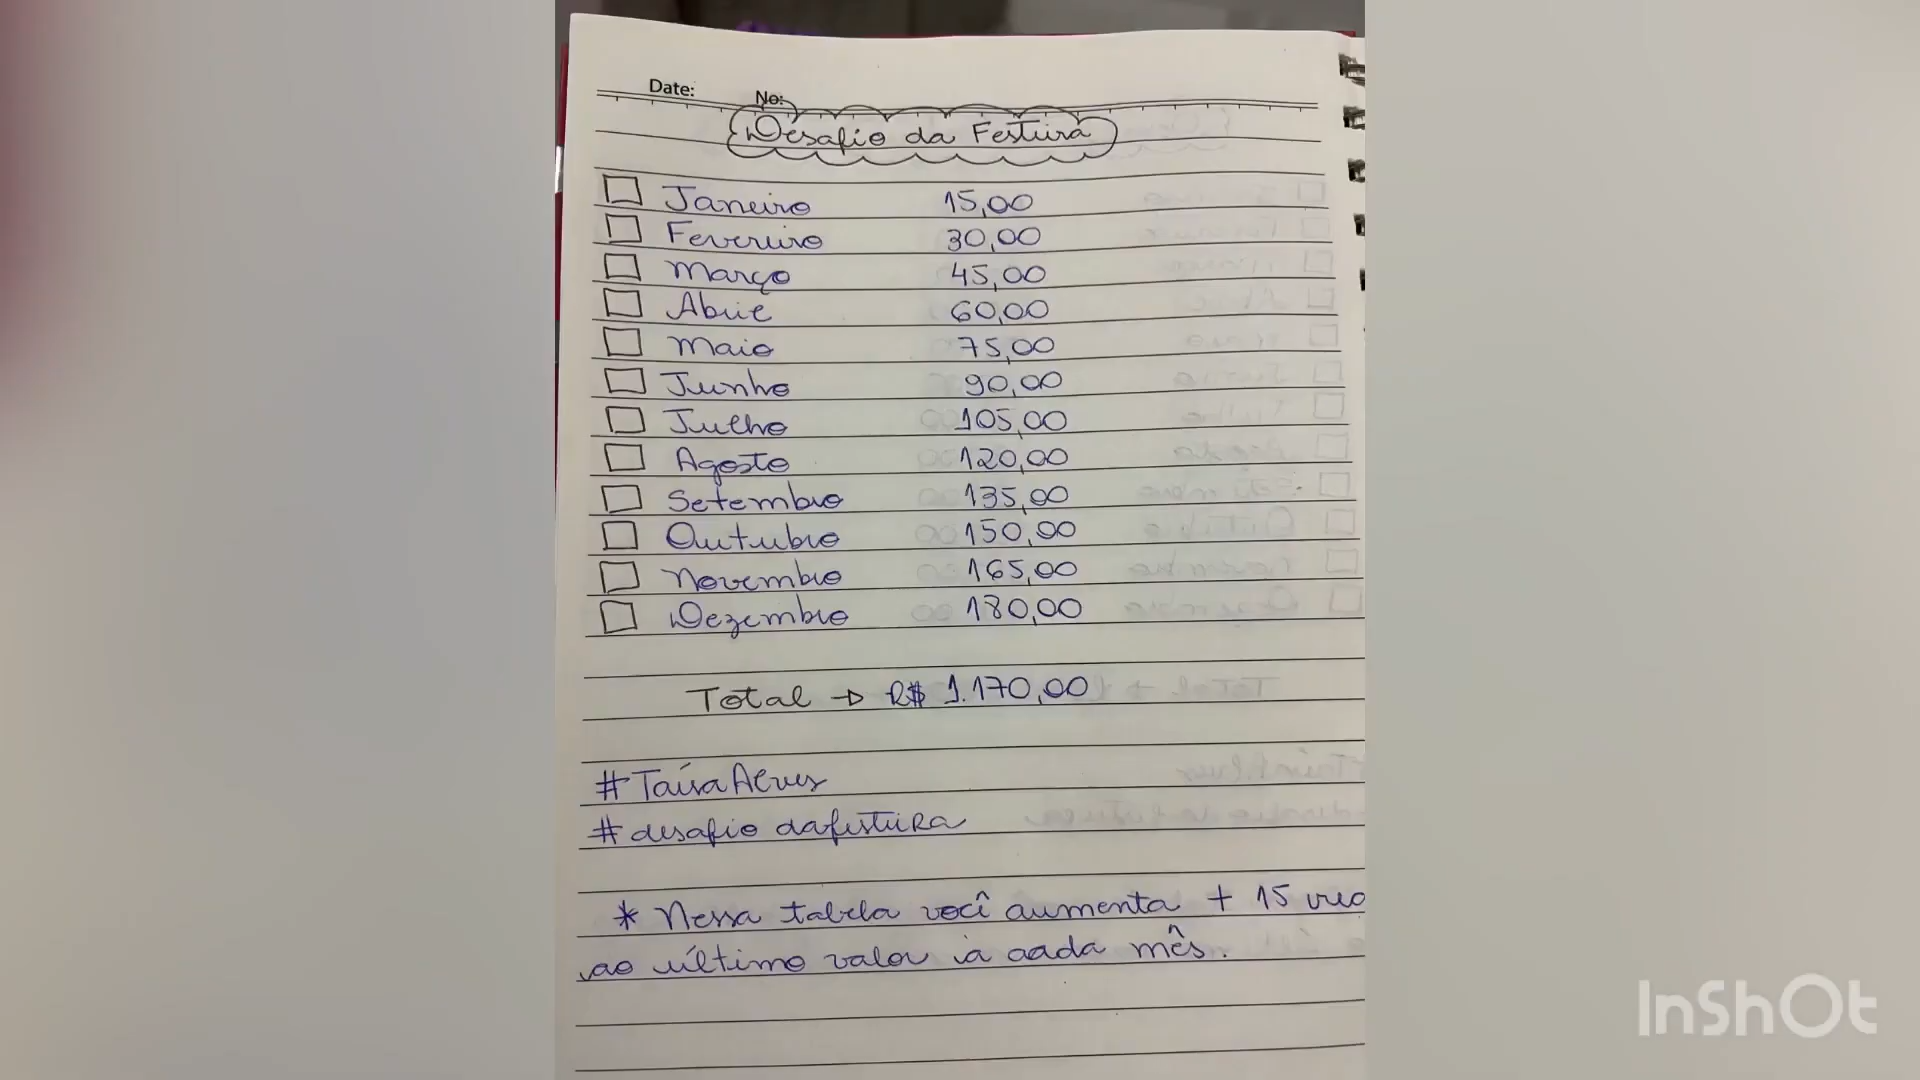 Date:
No:
Desafio da Festura
Janeiro 15,00
Fevereiro 30,00
Março 45,00
Abril 60,00
Maio 75,00
Junho 90,00
Julho 105,00
Agosto 120,00
Setembro 135,00
Outubro 150,00
Novembro 165,00
Dezembro 180,00
Total → R$ 1.170,00
#TaísaAlves
#desafio dafestura
* Nessa tabela você aumenta + 15
ao último valor à cada mês.
InShOt